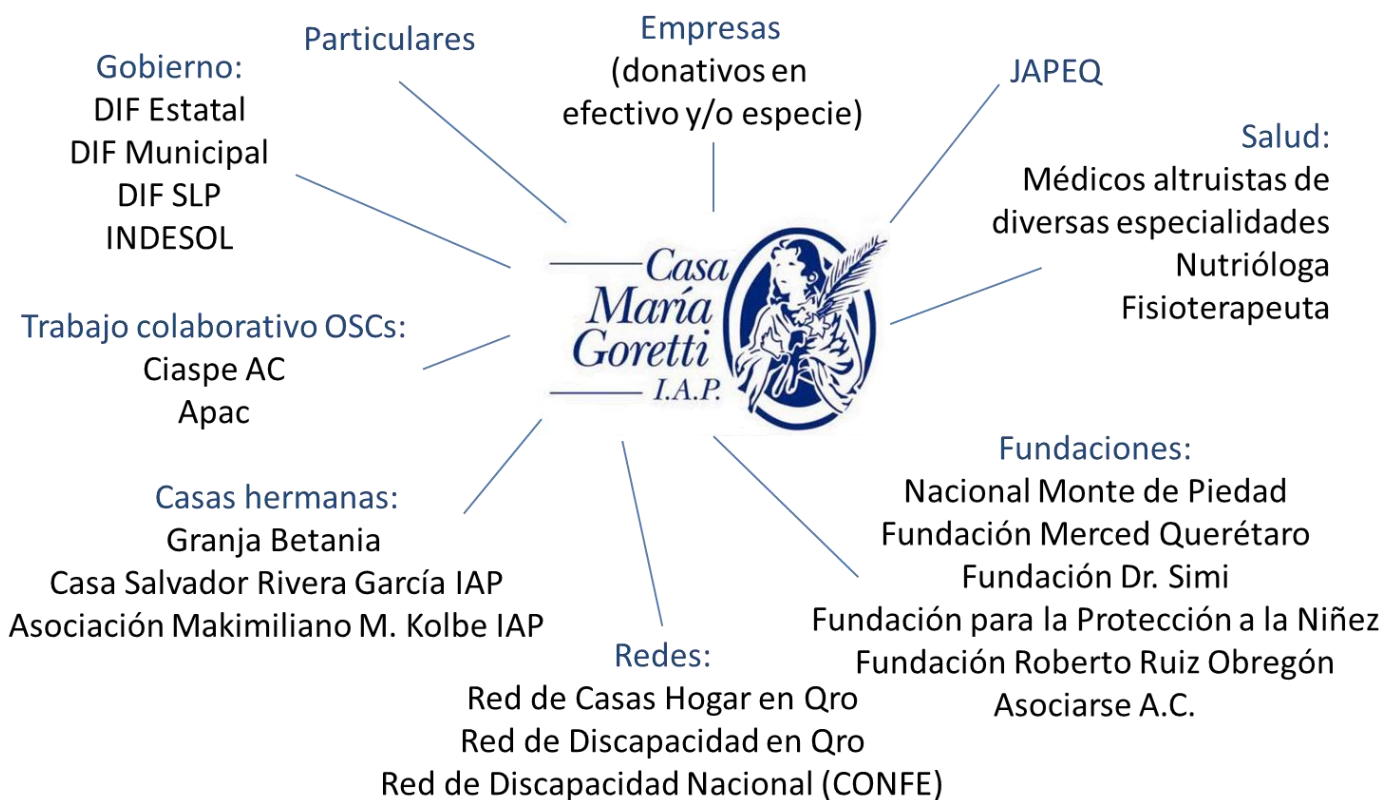 Particulares
Empresas
(donativos en
efectivo y/o especie)
JAPEQ
Gobierno:
DIF Estatal
DIF Municipal
DIF SLP
INDESOL
Salud:
Médicos altruistas de
diversas especialidades
Nutrióloga
Fisioterapeuta
Casa
María
Goretti
I.A.P.
Trabajo colaborativo OSCs:
Ciaspe AC
Apac
Casas hermanas:
Granja Betania
Casa Salvador Rivera García IAP
Asociación Makimiliano M. Kolbe IAP
Fundaciones:
Nacional Monte de Piedad
Fundación Merced Querétaro
Fundación Dr. Simi
Fundación para la Protección a la Niñez
Fundación Roberto Ruiz Obregón
Asociarse A.C.
Redes:
Red de Casas Hogar en Qro
Red de Discapacidad en Qro
Red de Discapacidad Nacional (CONFE)